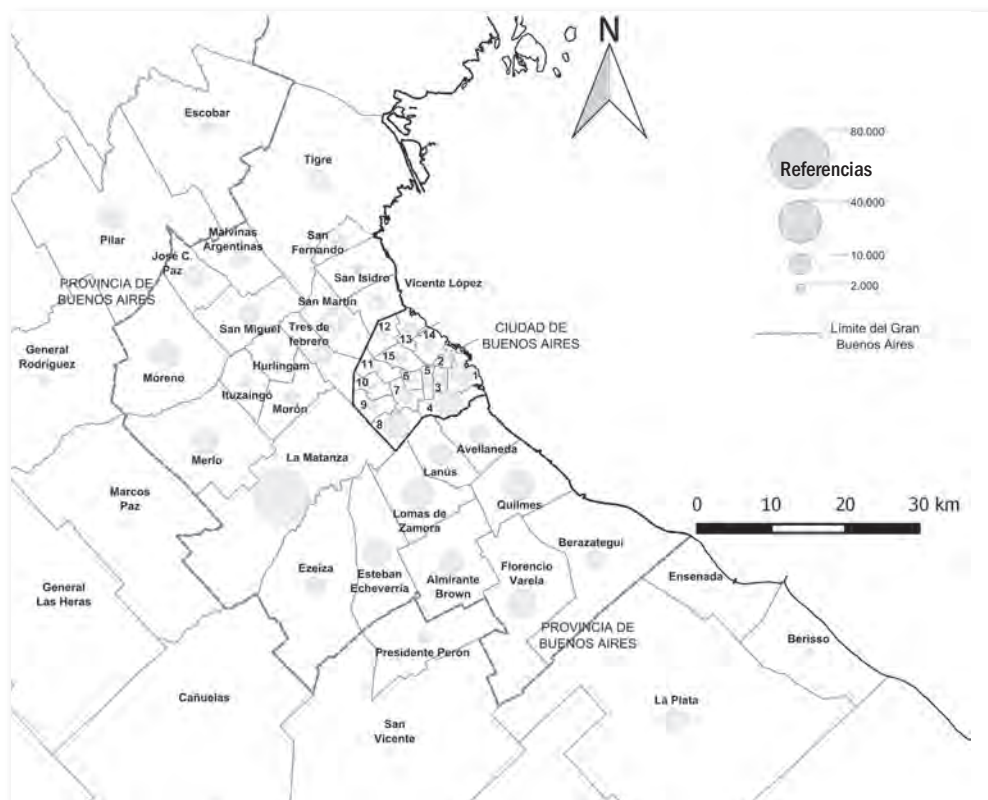 N
Escobar
Tigre
80.000
Referencias
40.000
10.000
2.000
Límite del Gran
Buenos Aires
Pilar
Malvinas
Argentinas
José C.
Paz
San
Fernando
PROVINCIA DE
BUENOS AIRES
San Isidro
Vicente López
San Martín
San Miguel
Tres de
febrero
CIUDAD DE
BUENOS AIRES
12
13
14
15
11
2
1
5
6
10
7
3
9
4
8
General
Rodríguez
Moreno
Hurlingam
Ituzaingó
Morón
Merlo
La Matanza
Avellaneda
Lanús
Marcos
Paz
Quilmes
Lomas de
Zamora
0 10 20 30 km
Berazategui
Ezeiza
Esteban
Echeverría
Almirante
Brown
Florencio
Varela
Ensenada
General
Las Heras
PROVINCIA DE
BUENOS AIRES
Berisso
Presidente Perón
Cañuelas
La Plata
San
Vicente